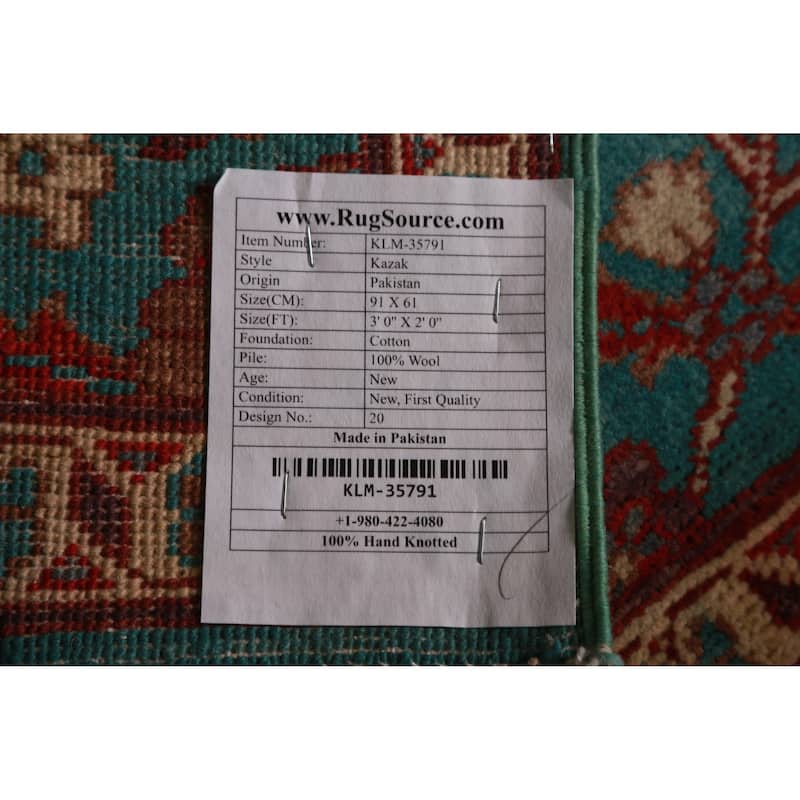 www.RugSource.com
Item Number: KLM-35791
Style Kazak
Origin Pakistan
Size(CM): 91 X 61
Size(FT): 3' 0" X 2' 0"
Foundation: Cotton
Pile: 100% Wool
Age: New
Condition: New, First Quality
Design No.: 20
Made in Pakistan
KLM-35791
+1-980-422-4080
100% Hand Knotted